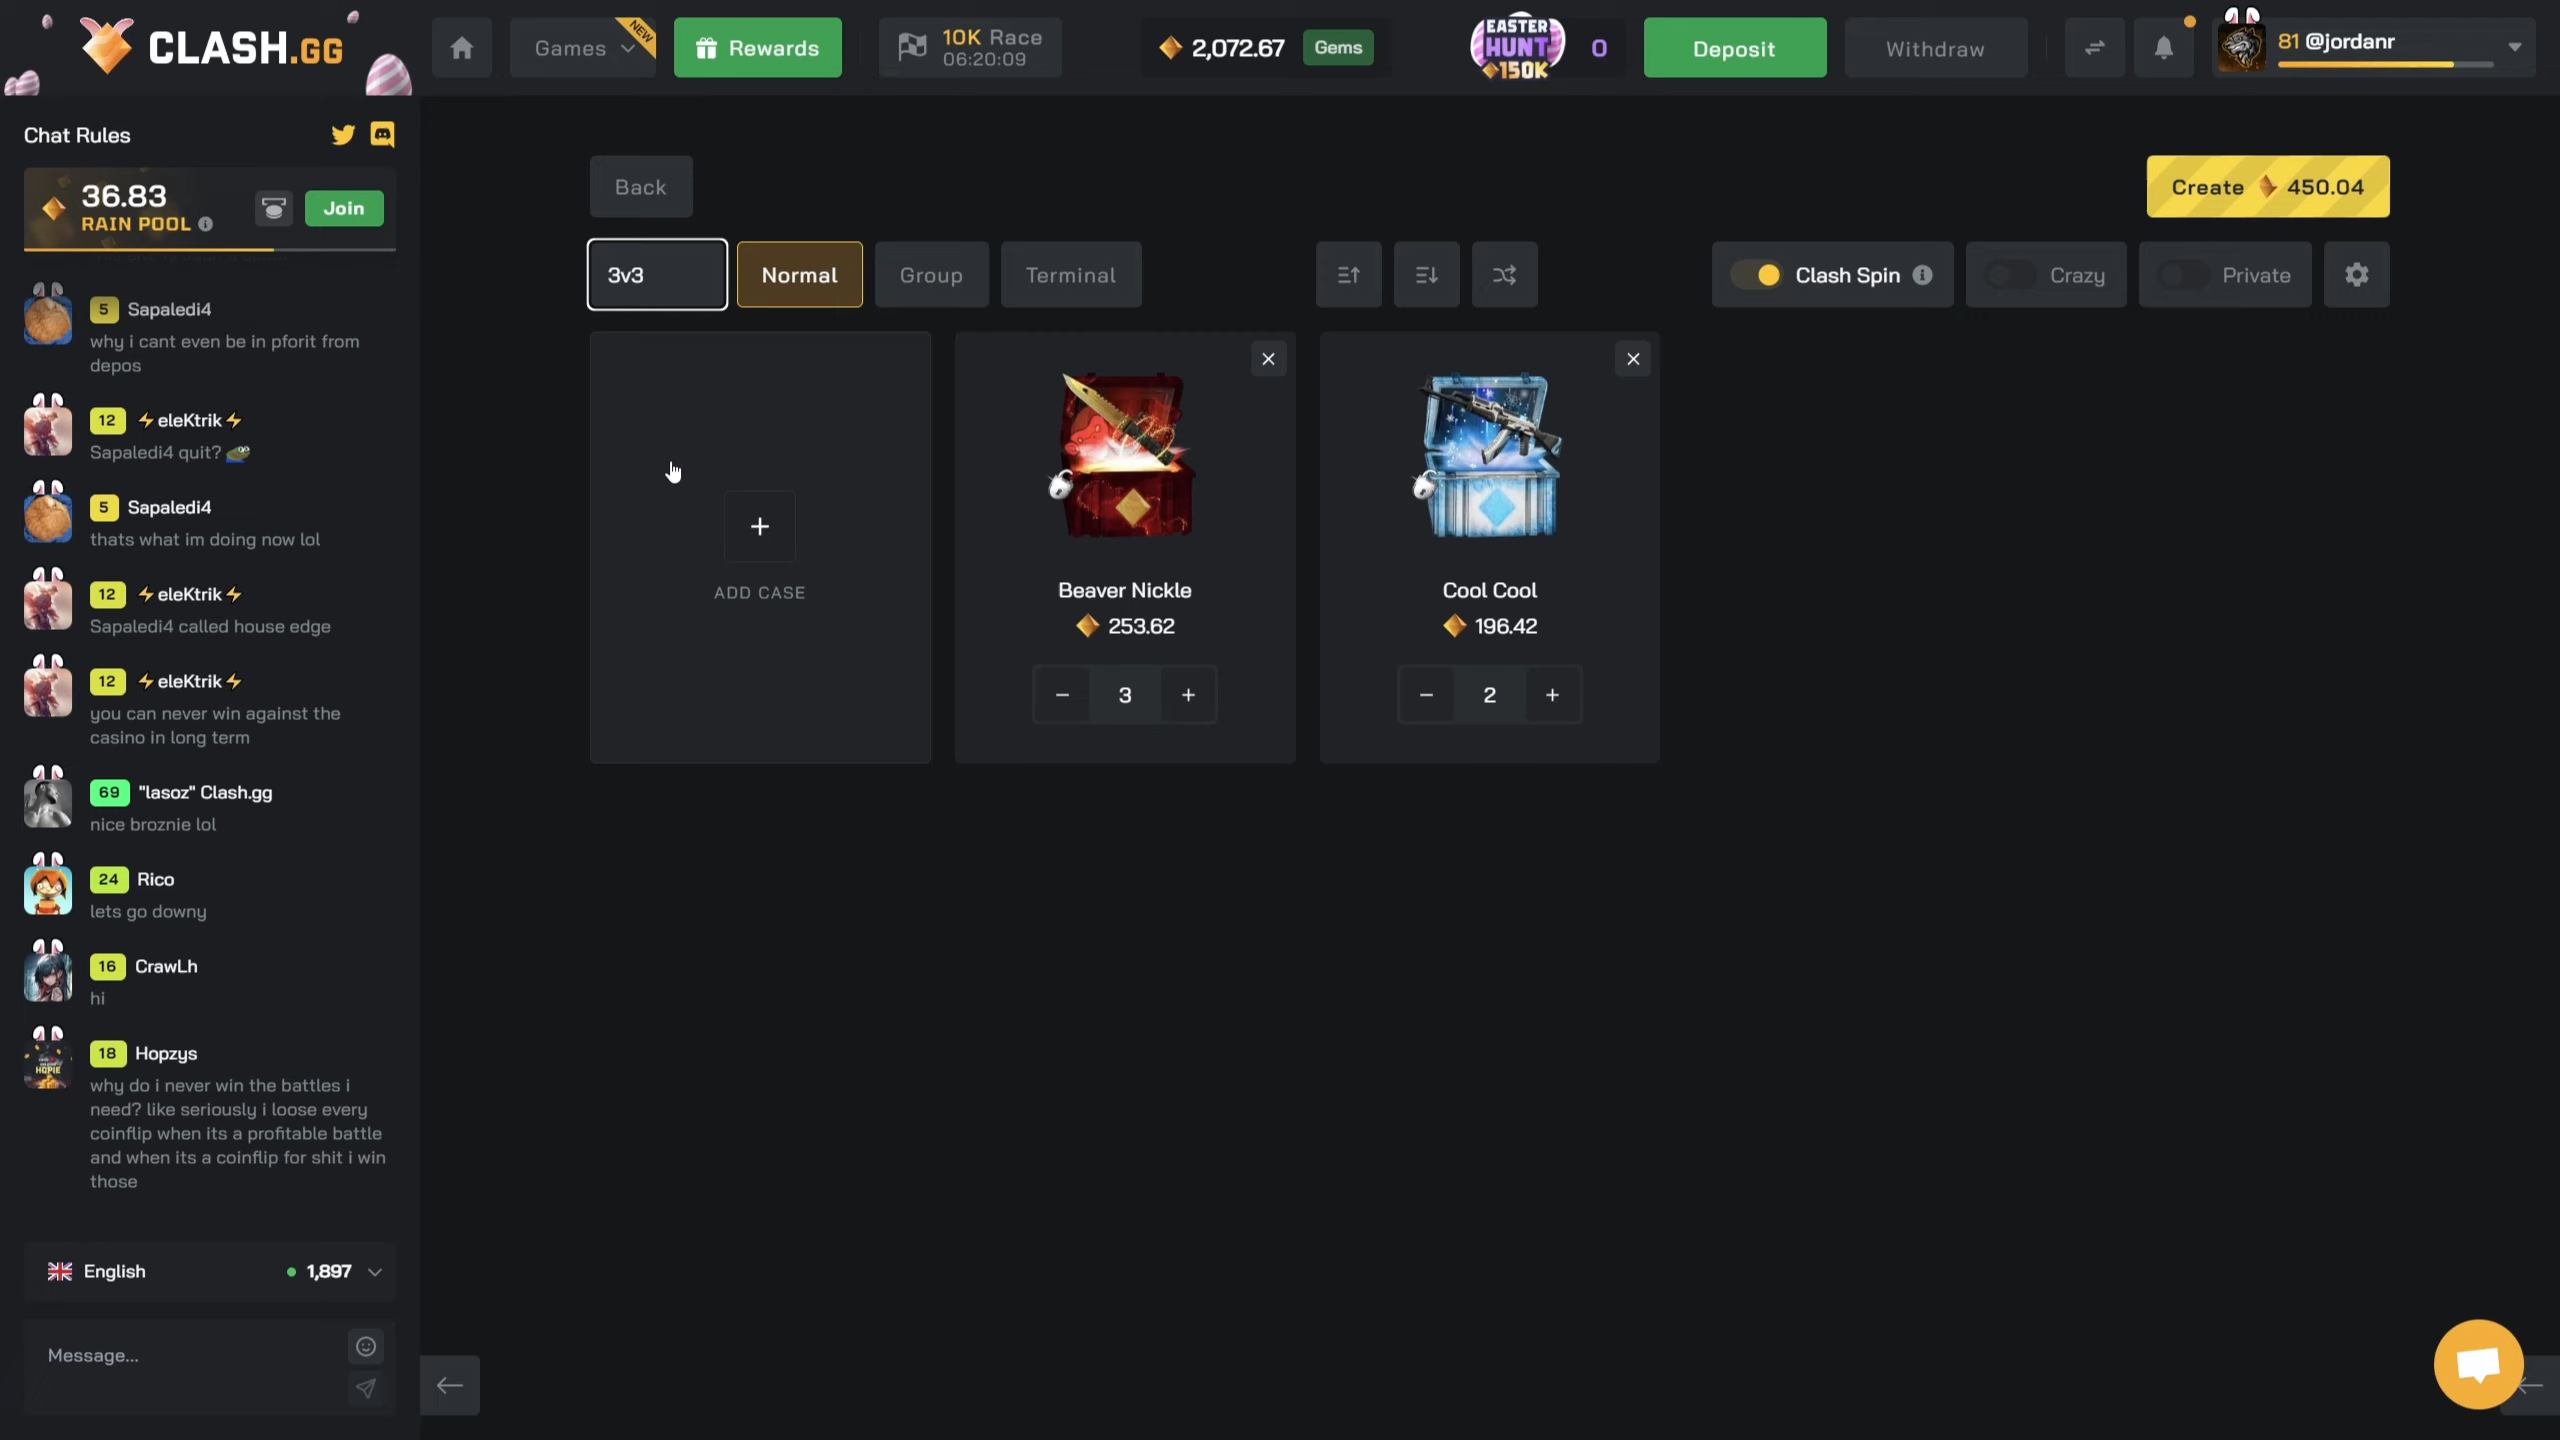 CLASH.GG
Games
NEW
Rewards
10K Race
06:20:09
2,072.67
Gems
EASTER
HUNT
150K
0
Deposit
Withdraw
81 @jordanr
Chat Rules
36.83
RAIN POOL
Join
5 Sapaledi4
why i cant even be in pforit from
depos
12 ⚡eleKtrik⚡
Sapaledi4 quit?
5 Sapaledi4
thats what im doing now lol
12 ⚡eleKtrik⚡
Sapaledi4 called house edge
12 ⚡eleKtrik⚡
you can never win against the
casino in long term
69 "lasoz" Clash.gg
nice broznie lol
24 Rico
lets go downy
16 CrawLh
hi
18 Hopzys
why do i never win the battles i
need? like seriously i loose every
coinflip when its a profitable battle
and when its a coinflip for shit i win
those
English
1,897
Message...
Back
Create 450.04
3v3
Normal
Group
Terminal
Clash Spin
Crazy
Private
+
ADD CASE
Beaver Nickle
253.62
− 3 +
Cool Cool
196.42
− 2 +